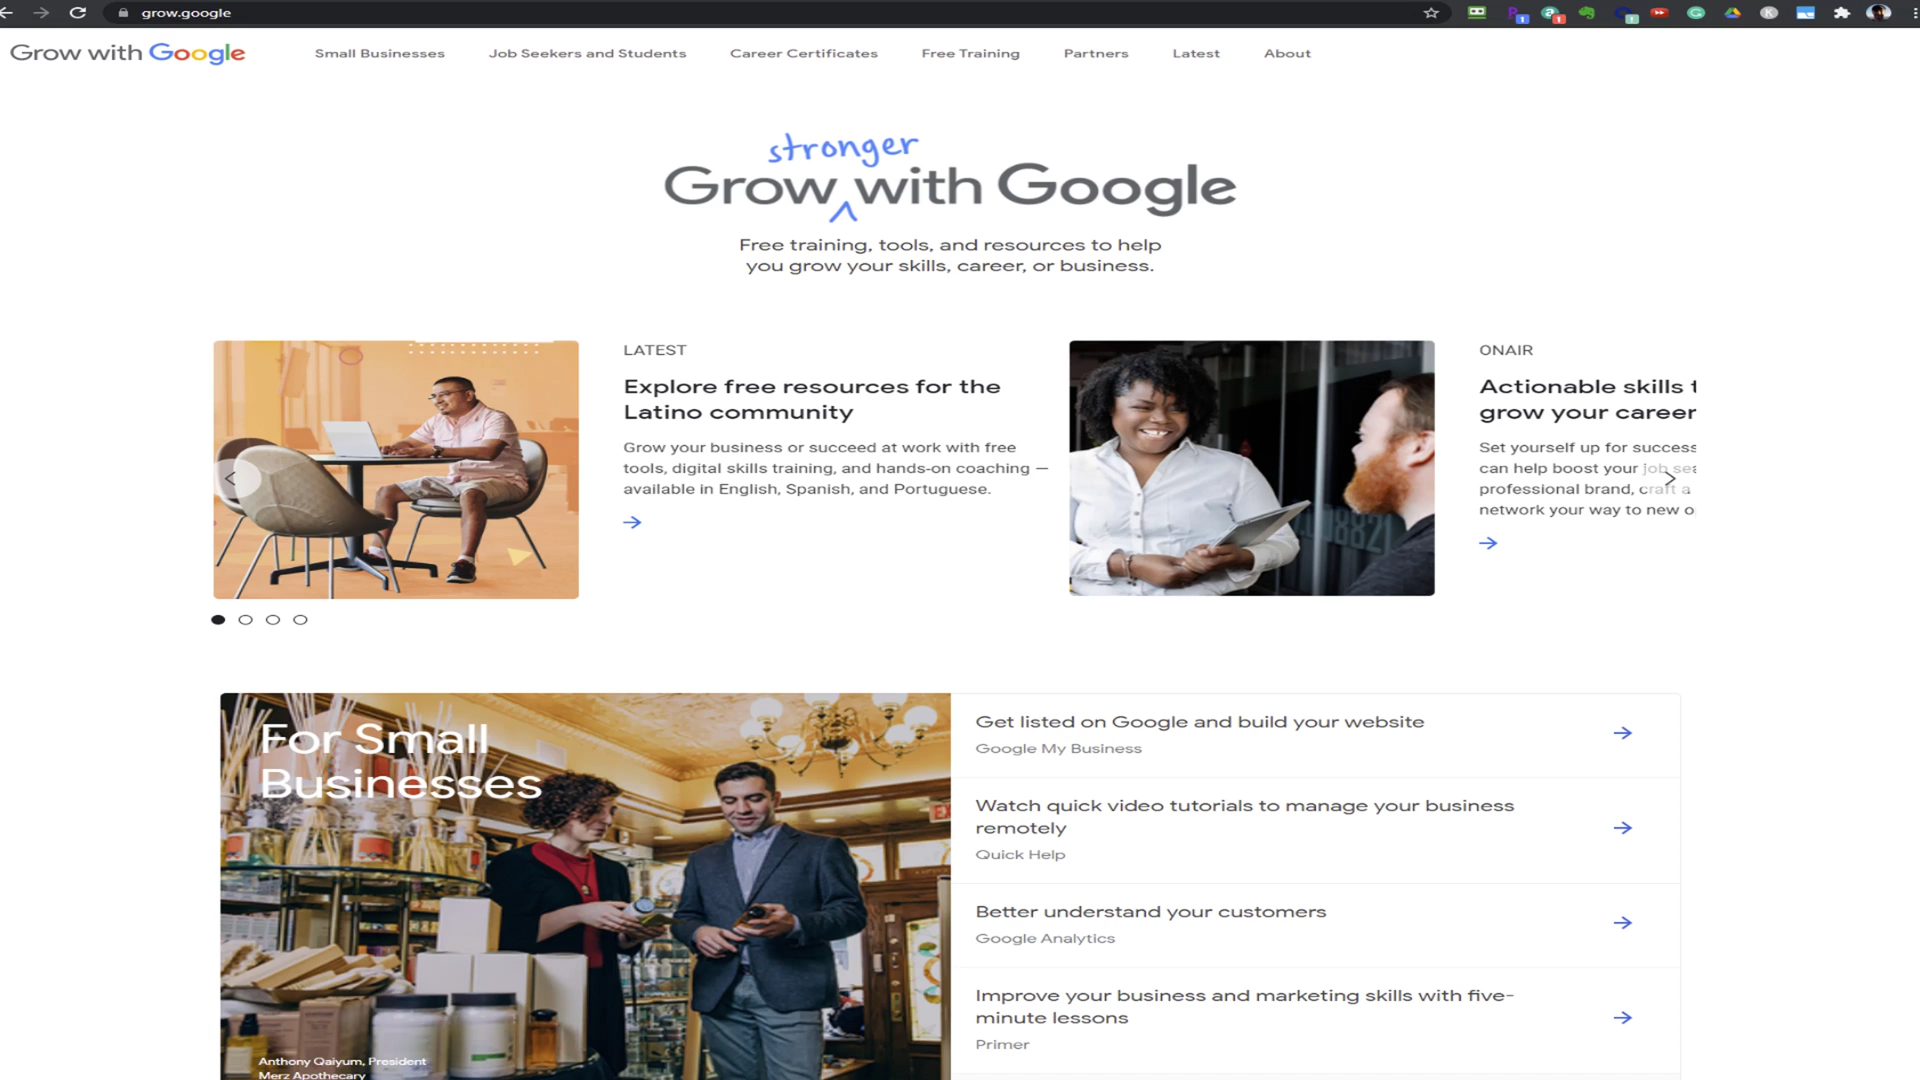 grow.google
Grow with Google
Small Businesses
Job Seekers and Students
Career Certificates
Free Training
Partners
Latest
About
stronger
Grow with Google
Free training, tools, and resources to help
you grow your skills, career, or business.
LATEST
Explore free resources for the
Latino community
Grow your business or succeed at work with free
tools, digital skills training, and hands-on coaching —
available in English, Spanish, and Portuguese.
ONAIR
Actionable skills t
grow your career
Set yourself up for success
can help boost your job sea
professional brand, craft a
network your way to new o
For Small
Businesses
Anthony Qaiyum, President
Merz Apothecary
Get listed on Google and build your website
Google My Business
Watch quick video tutorials to manage your business
remotely
Quick Help
Better understand your customers
Google Analytics
Improve your business and marketing skills with five-
minute lessons
Primer